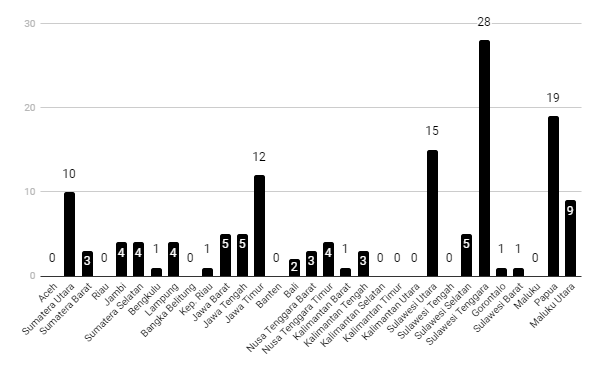 30
20
10
0
0
10
3
0
4
4
1
4
0
1
5
5
12
0
2
3
4
1
3
0
0
0
15
0
5
28
1
1
0
19
9
Aceh
Sumatera Utara
Sumatera Barat
Riau
Jambi
Sumatera Selatan
Bengkulu
Lampung
Bangka Belitung
Kep. Riau
Jawa Barat
Jawa Tengah
Jawa Timur
Banten
Bali
Nusa Tenggara Barat
Nusa Tenggara Timur
Kalimantan Barat
Kalimantan Tengah
Kalimantan Selatan
Kalimantan Timur
Kalimantan Utara
Sulawesi Utara
Sulawesi Tengah
Sulawesi Selatan
Sulawesi Tenggara
Gorontalo
Sulawesi Barat
Maluku
Papua
Maluku Utara